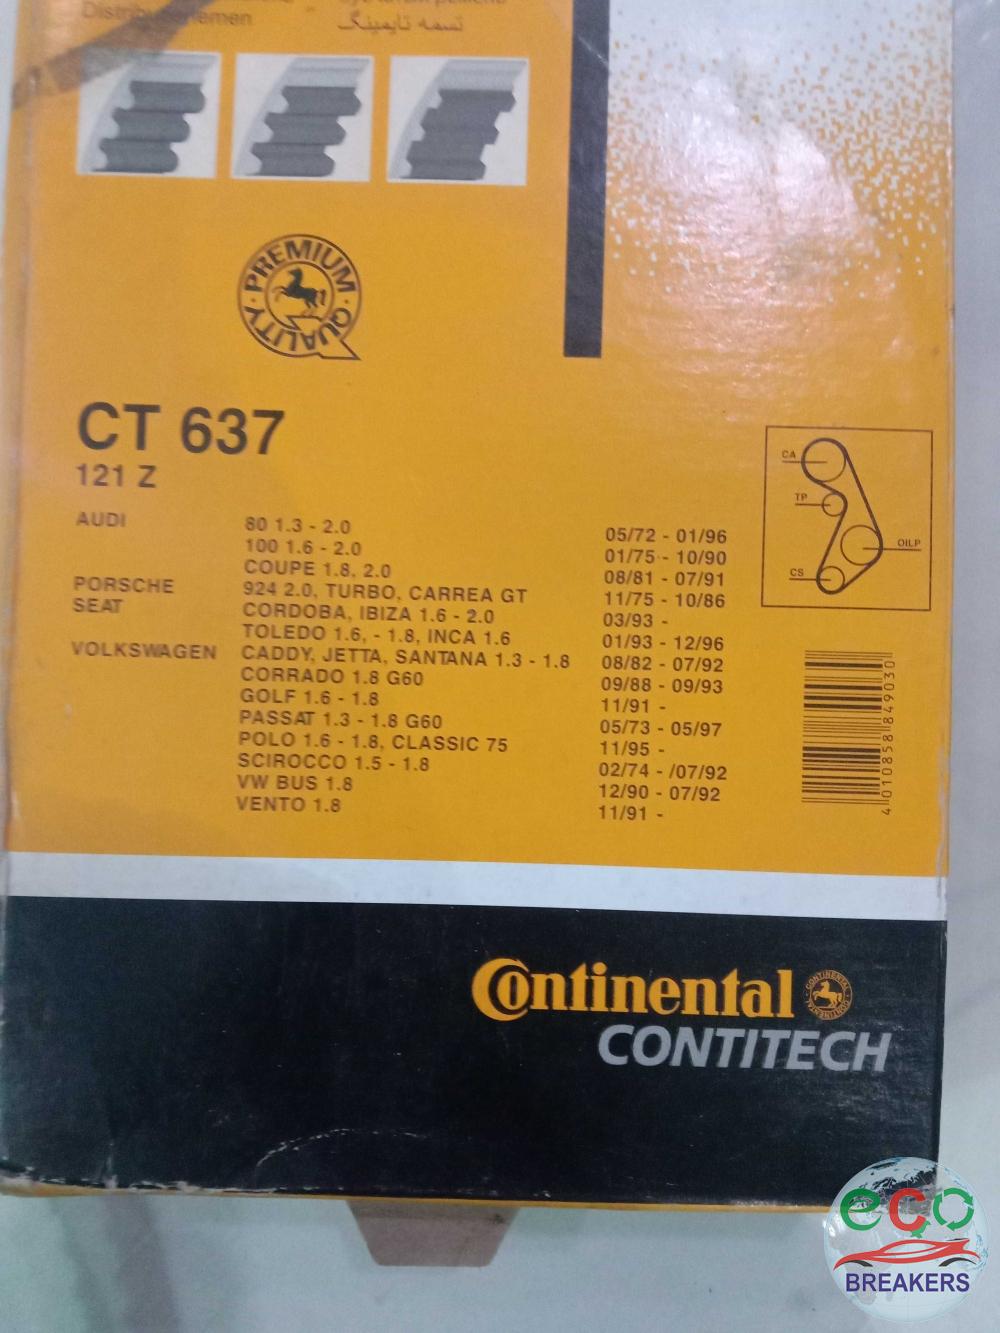 Distributieriemen
تسمه تایمینگ
PREMIUM QUALITY
CT 637
121 Z
AUDI 80 1.3 - 2.0 05/72 - 01/96
100 1.6 - 2.0 01/75 - 10/90
COUPE 1.8, 2.0 08/81 - 07/91
PORSCHE 924 2.0, TURBO, CARREA GT 11/75 - 10/86
SEAT CORDOBA, IBIZA 1.6 - 2.0 03/93 -
TOLEDO 1.6, - 1.8, INCA 1.6 01/93 - 12/96
VOLKSWAGEN CADDY, JETTA, SANTANA 1.3 - 1.8 08/82 - 07/92
CORRADO 1.8 G60 09/88 - 09/93
GOLF 1.6 - 1.8 11/91 -
PASSAT 1.3 - 1.8 G60 05/73 - 05/97
POLO 1.6 - 1.8, CLASSIC 75 11/95 -
SCIROCCO 1.5 - 1.8 02/74 - /07/92
VW BUS 1.8 12/90 - 07/92
VENTO 1.8 11/91 -
CA
TP
OILP
CS
4 010858 849030
Continental
CONTINENTAL CONTINENTAL
CONTITECH
eco
BREAKERS